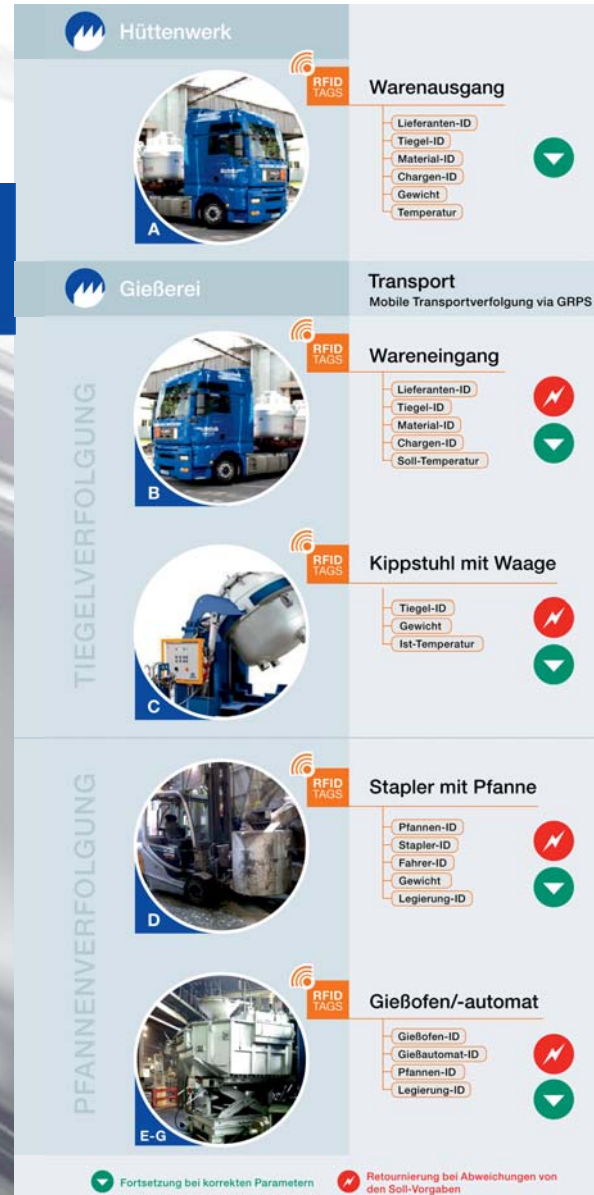 Hüttenwerk
RFID
TAGS
Warenausgang
Lieferanten-ID
Tiegel-ID
Material-ID
Chargen-ID
Gewicht
Temperatur
A
Gießerei
Transport
Mobile Transportverfolgung via GRPS
TIEGELVERFOLGUNG
RFID
TAGS
Wareneingang
Lieferanten-ID
Tiegel-ID
Material-ID
Chargen-ID
Soll-Temperatur
B
RFID
TAGS
Kippstuhl mit Waage
Tiegel-ID
Gewicht
Ist-Temperatur
C
PFANNENVERFOLGUNG
RFID
TAGS
Stapler mit Pfanne
Pfannen-ID
Stapler-ID
Fahrer-ID
Gewicht
Legierung-ID
D
RFID
TAGS
Gießofen/-automat
Gießofen-ID
Gießautomat-ID
Pfannen-ID
Legierung-ID
E-G
Fortsetzung bei korrekten Parametern
Retournierung bei Abweichungen von
den Soll-Vorgaben